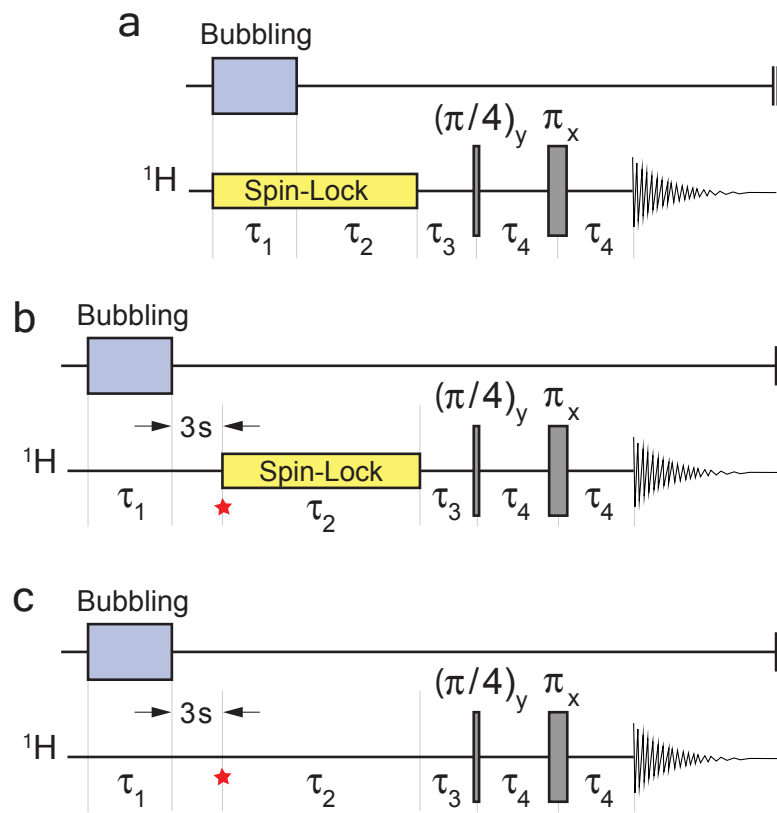 a
Bubbling
(π/4)y πx
¹H Spin-Lock
τ1 τ2 τ3 τ4 τ4
b
Bubbling
(π/4)y πx
3s
¹H Spin-Lock
τ1 τ2 τ3 τ4 τ4
c
Bubbling
(π/4)y πx
3s
¹H
τ1 τ2 τ3 τ4 τ4